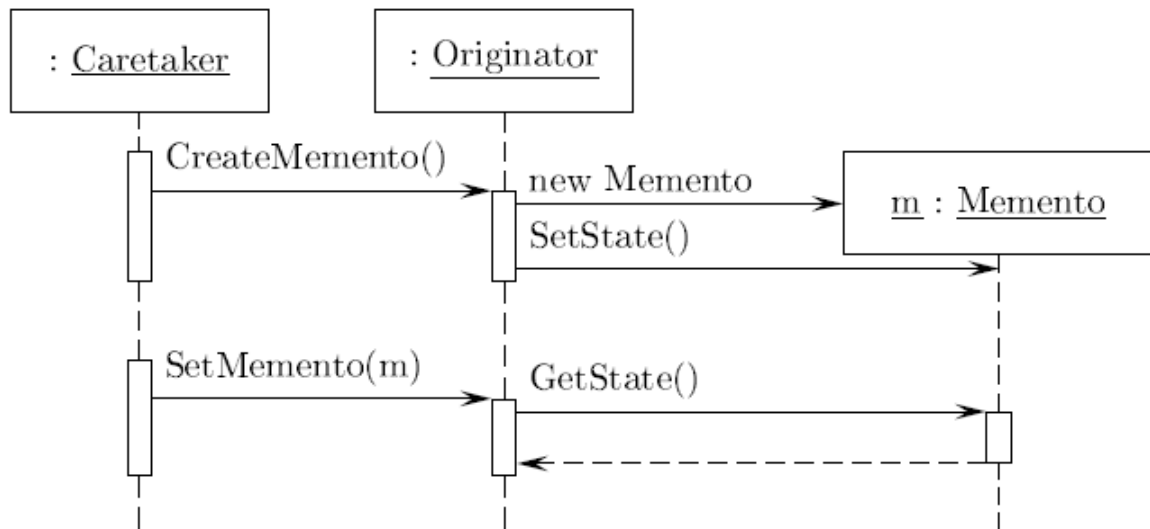 : Caretaker
: Originator
CreateMemento()
new Memento
m : Memento
SetState()
SetMemento(m)
GetState()